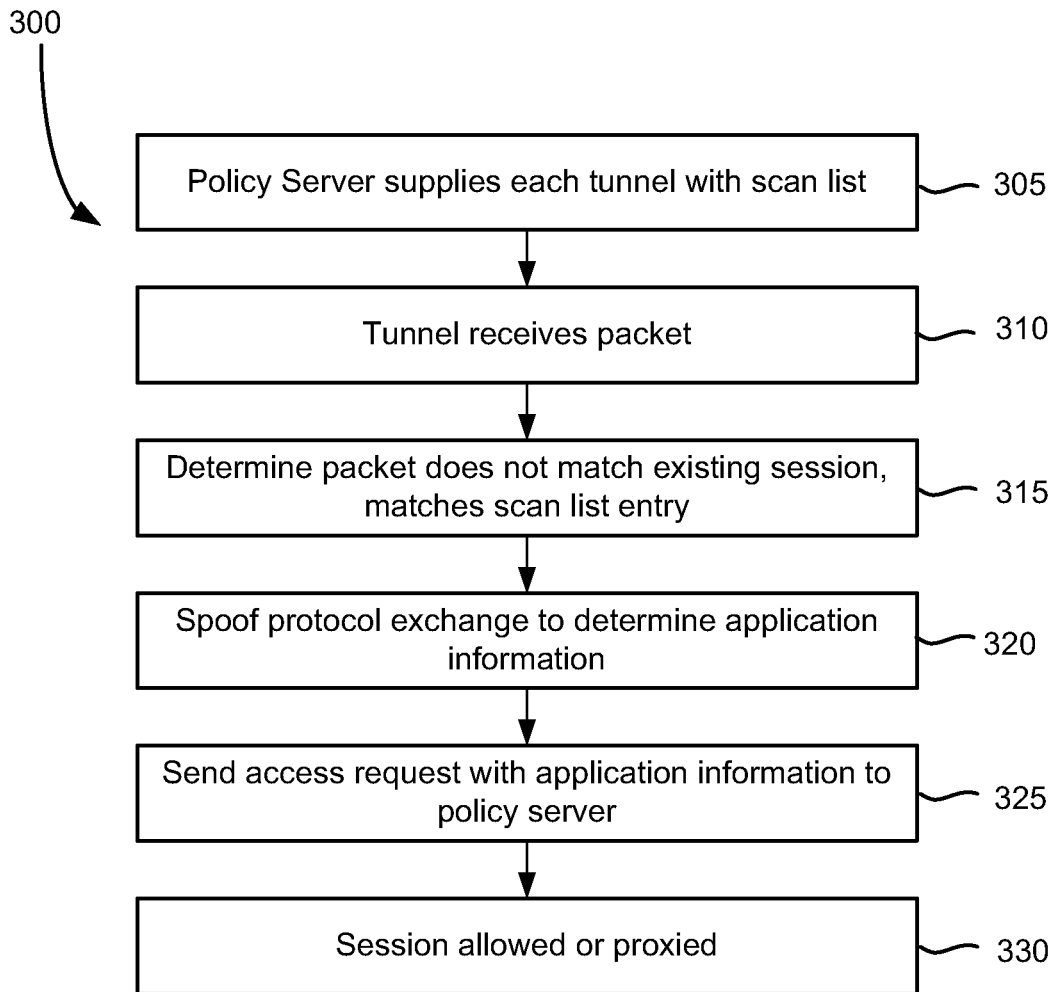 300
Policy Server supplies each tunnel with scan list
305
Tunnel receives packet
310
Determine packet does not match existing session,
matches scan list entry
315
Spoof protocol exchange to determine application
information
320
Send access request with application information to
policy server
325
Session allowed or proxied
330